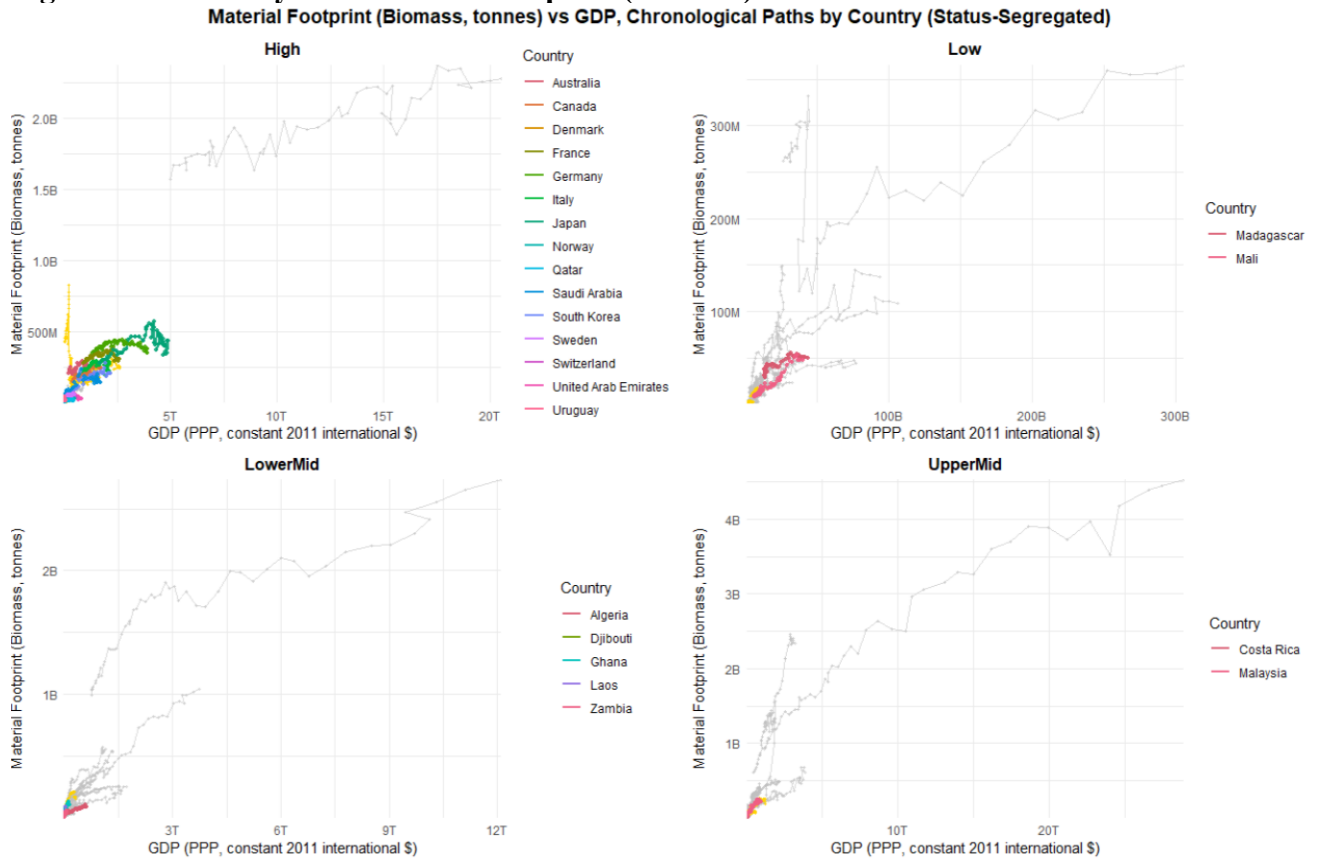 Material Footprint (Biomass, tonnes) vs GDP, Chronological Paths by Country (Status-Segregated)
High
Material Footprint (Biomass, tonnes)
2.0B
1.5B
1.0B
500M
5T
10T
15T
20T
GDP (PPP, constant 2011 international $)
Country
Australia
Canada
Denmark
France
Germany
Italy
Japan
Norway
Qatar
Saudi Arabia
South Korea
Sweden
Switzerland
United Arab Emirates
Uruguay
Low
Material Footprint (Biomass, tonnes)
300M
200M
100M
100B
200B
300B
GDP (PPP, constant 2011 international $)
Country
Madagascar
Mali
LowerMid
Material Footprint (Biomass, tonnes)
2B
1B
3T
6T
9T
12T
GDP (PPP, constant 2011 international $)
Country
Algeria
Djibouti
Ghana
Laos
Zambia
UpperMid
Material Footprint (Biomass, tonnes)
4B
3B
2B
1B
10T
20T
GDP (PPP, constant 2011 international $)
Country
Costa Rica
Malaysia